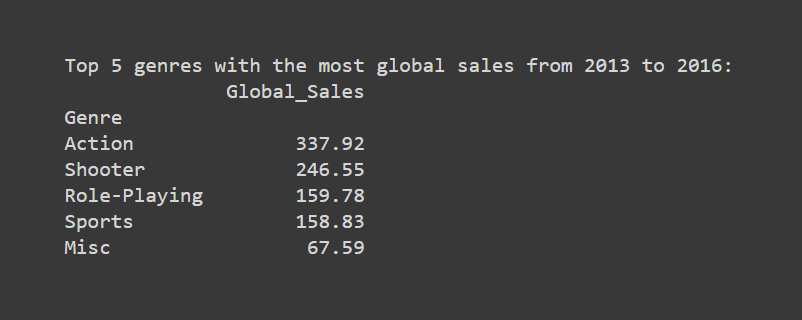 Top 5 genres with the most global sales from 2013 to 2016:
Global_Sales
Genre
Action 337.92
Shooter 246.55
Role-Playing 159.78
Sports 158.83
Misc 67.59